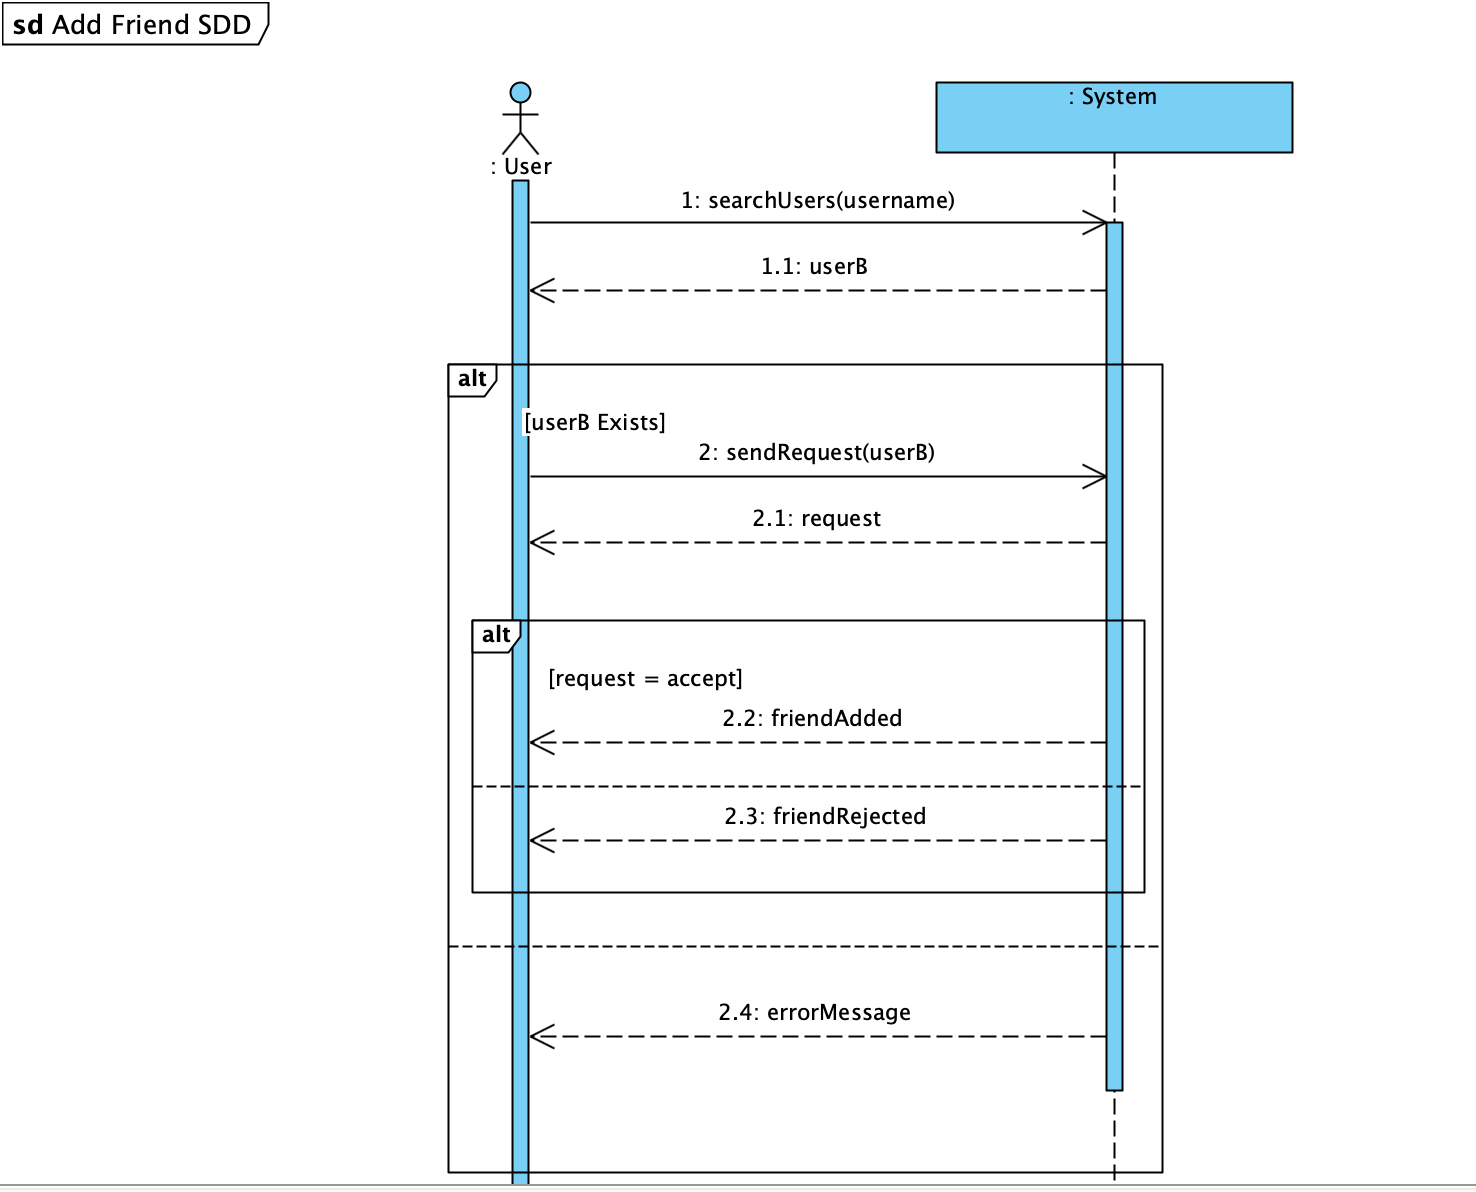 sd Add Friend SDD
: System
: User
1: searchUsers(username)
1.1: userB
alt
[userB Exists]
2: sendRequest(userB)
2.1: request
alt
[request = accept]
2.2: friendAdded
2.3: friendRejected
2.4: errorMessage